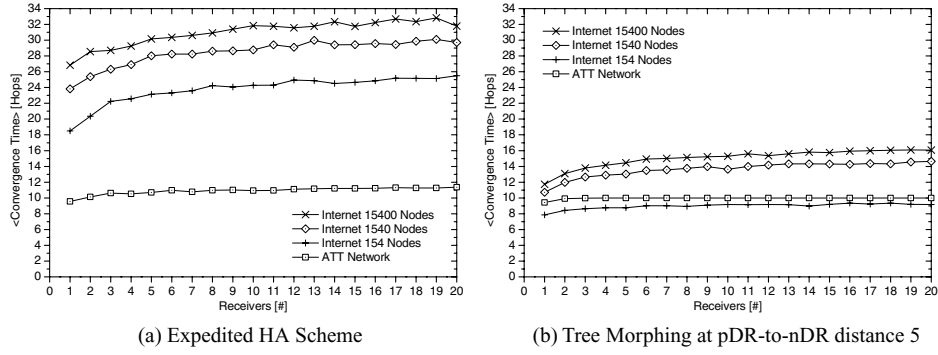 34
32
30
28
26
24
22
20
18
16
14
12
10
8
6
4
2
0
<Convergence Time> [Hops]
Internet 15400 Nodes
Internet 1540 Nodes
Internet 154 Nodes
ATT Network
0 1 2 3 4 5 6 7 8 9 10 11 12 13 14 15 16 17 18 19 20
Receivers [#]
(a) Expedited HA Scheme
34
32
30
28
26
24
22
20
18
16
14
12
10
8
6
4
2
0
<Convergence Time> [Hops]
Internet 15400 Nodes
Internet 1540 Nodes
Internet 154 Nodes
ATT Network
0 1 2 3 4 5 6 7 8 9 10 11 12 13 14 15 16 17 18 19 20
Receivers [#]
(b) Tree Morphing at pDR-to-nDR distance 5